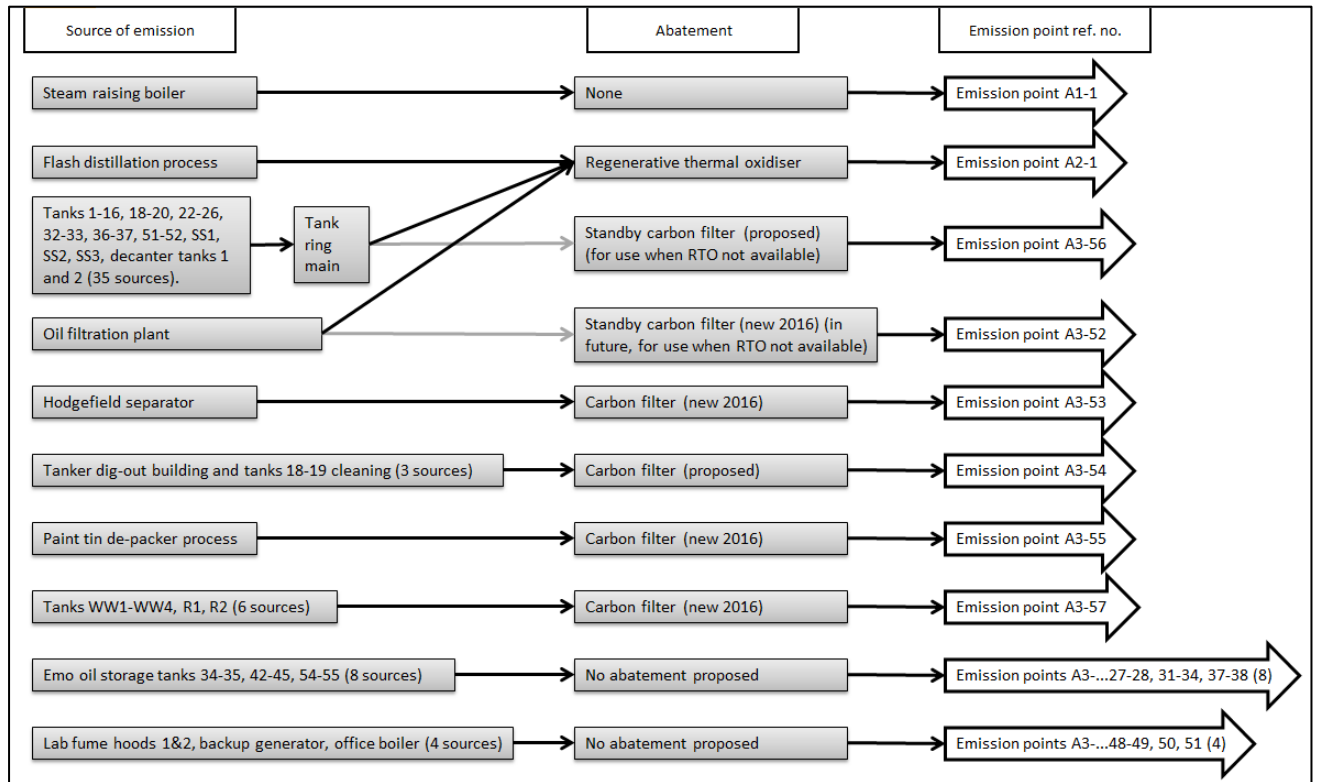 Source of emission
Abatement
Emission point ref. no.
Steam raising boiler
None
Emission point A1-1
Flash distillation process
Regenerative thermal oxidiser
Emission point A2-1
Tanks 1-16, 18-20, 22-26,
32-33, 36-37, 51-52, SS1,
SS2, SS3, decanter tanks 1
and 2 (35 sources).
Tank
ring
main
Standby carbon filter (proposed)
(for use when RTO not available)
Emission point A3-56
Oil filtration plant
Standby carbon filter (new 2016) (in
future, for use when RTO not available)
Emission point A3-52
Hodgefield separator
Carbon filter (new 2016)
Emission point A3-53
Tanker dig-out building and tanks 18-19 cleaning (3 sources)
Carbon filter (proposed)
Emission point A3-54
Paint tin de-packer process
Carbon filter (new 2016)
Emission point A3-55
Tanks WW1-WW4, R1, R2 (6 sources)
Carbon filter (new 2016)
Emission point A3-57
Emo oil storage tanks 34-35, 42-45, 54-55 (8 sources)
No abatement proposed
Emission points A3-...27-28, 31-34, 37-38 (8)
Lab fume hoods 1&2, backup generator, office boiler (4 sources)
No abatement proposed
Emission points A3-...48-49, 50, 51 (4)